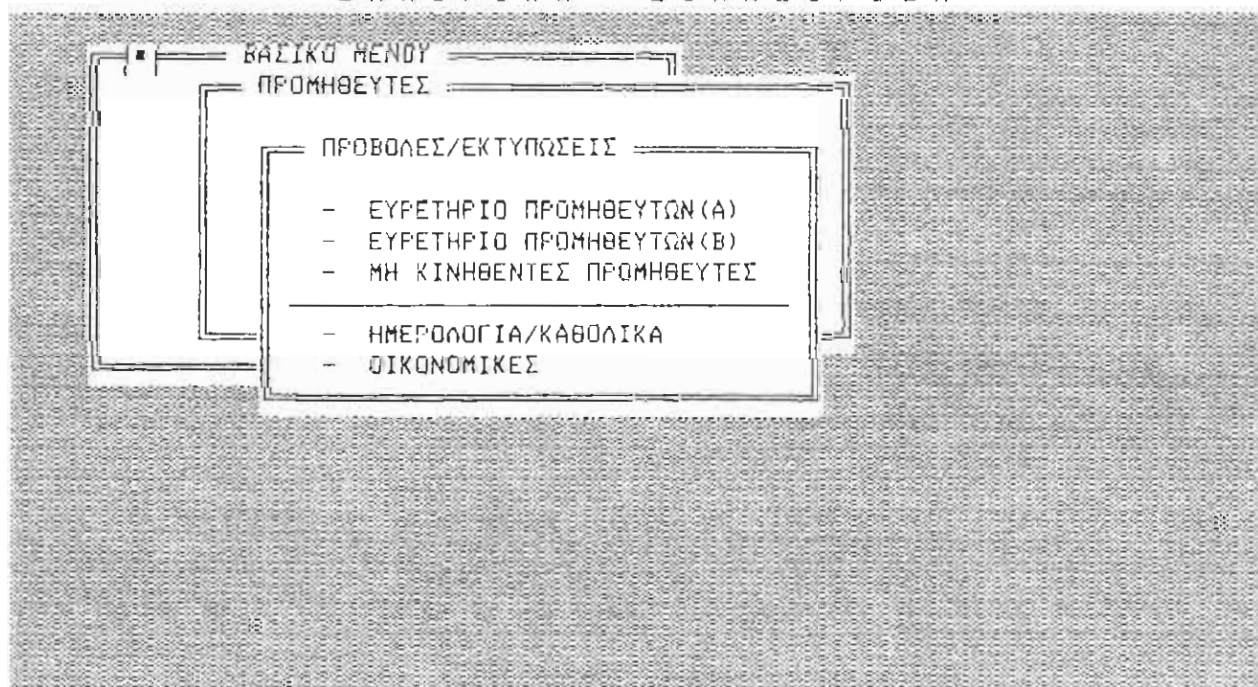 ΒΑΣΙΚΟ ΜΕΝΟΥ
ΠΡΟΜΗΘΕΥΤΕΣ
ΠΡΟΒΟΛΕΣ/ΕΚΤΥΠΩΣΕΙΣ
- ΕΥΡΕΤΗΡΙΟ ΠΡΟΜΗΘΕΥΤΩΝ(Α)
- ΕΥΡΕΤΗΡΙΟ ΠΡΟΜΗΘΕΥΤΩΝ(Β)
- ΜΗ ΚΙΝΗΘΕΝΤΕΣ ΠΡΟΜΗΘΕΥΤΕΣ
- ΗΜΕΡΟΛΟΓΙΑ/ΚΑΘΟΛΙΚΑ
- ΟΙΚΟΝΟΜΙΚΕΣ